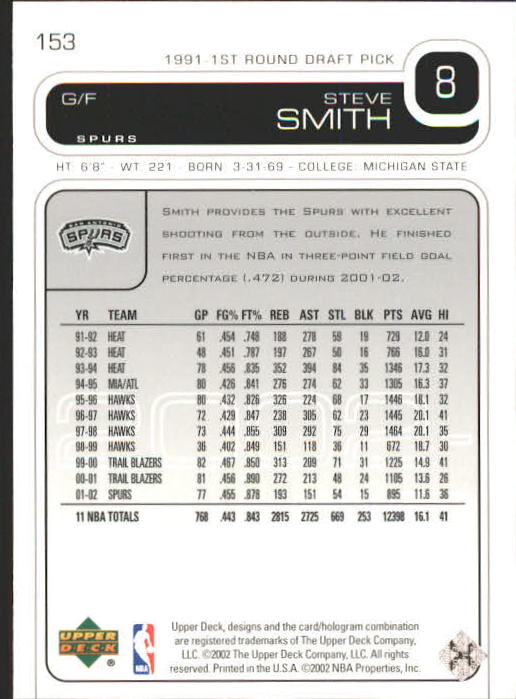 153
1991-1ST ROUND DRAFT PICK
8
G/F
STEVE
SMITH
SPURS
HT: 6'8" - WT: 221 - BORN: 3-31-69 - COLLEGE: MICHIGAN STATE
SAN ANTONIO
SPURS
SMITH PROVIDES THE SPURS WITH EXCELLENT
SHOOTING FROM THE OUTSIDE. HE FINISHED
FIRST IN THE NBA IN THREE-POINT FIELD GOAL
PERCENTAGE (.472) DURING 2001-02.
YR TEAM GP FG% FT% REB AST STL BLK PTS AVG HI
91-92 HEAT 61 .454 .748 188 278 59 19 729 12.0 24
92-93 HEAT 48 .451 .787 197 267 50 16 766 16.0 31
93-94 HEAT 78 .456 .835 352 394 84 35 1346 17.3 32
94-95 MIA/ATL 80 .426 .841 276 274 62 33 1305 16.3 37
95-96 HAWKS 80 .432 .826 326 224 68 17 1446 18.1 32
96-97 HAWKS 72 .429 .847 238 305 62 23 1445 20.1 41
97-98 HAWKS 73 .444 .855 309 292 75 29 1464 20.1 35
98-99 HAWKS 36 .402 .849 151 118 36 11 672 18.7 30
99-00 TRAIL BLAZERS 82 .467 .850 313 209 71 31 1225 14.9 41
00-01 TRAIL BLAZERS 81 .456 .890 272 213 48 24 1105 13.6 26
01-02 SPURS 77 .455 .878 193 151 54 15 895 11.6 36
11 NBA TOTALS 768 .443 .843 2815 2725 669 253 12398 16.1 41
UPPER
DECK
®
NBA
Upper Deck, designs and the card/hologram combination
are registered trademarks of The Upper Deck Company,
LLC. ©2002 The Upper Deck Company, LLC. All rights
reserved. Printed in the U.S.A. ©2002 NBA Properties, Inc.